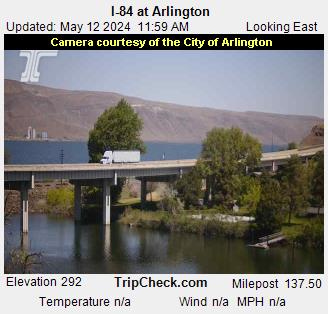 I-84 at Arlington
Updated: May 12 2024 11:59 AM Looking East
Camera courtesy of the City of Arlington
Elevation 292 TripCheck.com Milepost 137.50
Temperature n/a Wind n/a MPH n/a